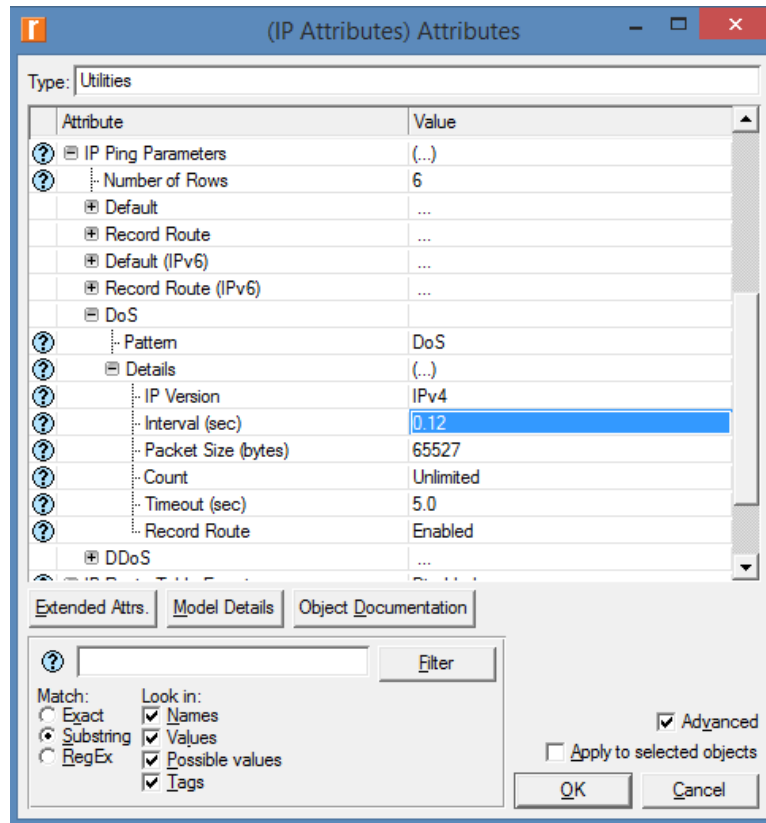 (IP Attributes) Attributes
Type: Utilities
Attribute Value
IP Ping Parameters (...)
Number of Rows 6
Default ...
Record Route ...
Default (IPv6) ...
Record Route (IPv6) ...
DoS
Pattern DoS
Details (...)
IP Version IPv4
Interval (sec) 0.12
Packet Size (bytes) 65527
Count Unlimited
Timeout (sec) 5.0
Record Route Enabled
DDoS ...
Extended Attrs. Model Details Object Documentation
Filter
Match: Look in:
Exact Names
Substring Values
RegEx Possible values
Tags
Advanced
Apply to selected objects
OK Cancel